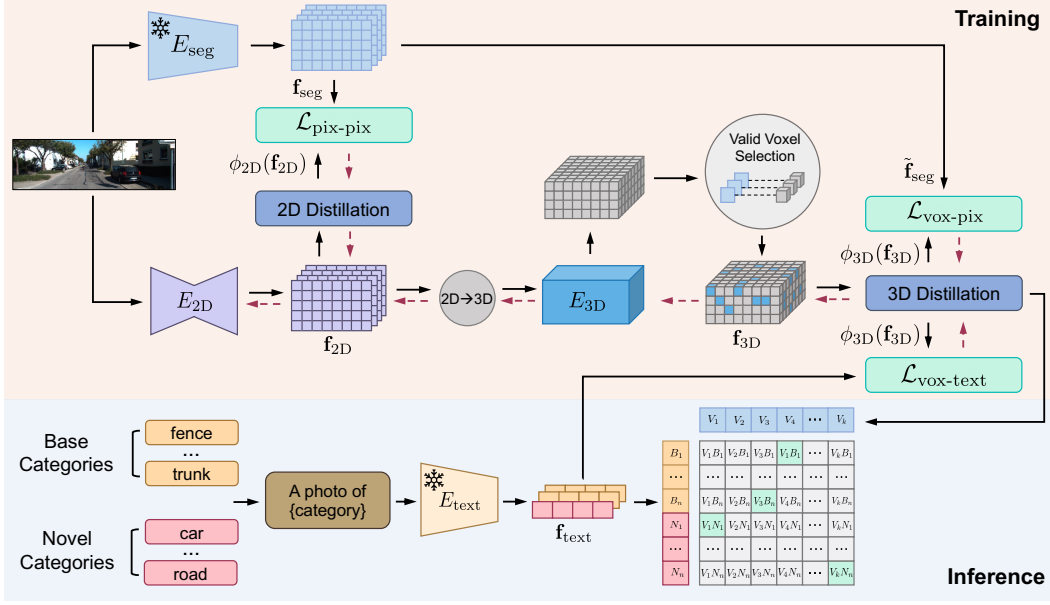 Training
E_seg
f_seg
L_pix-pix
ϕ_2D(f_2D)
2D Distillation
E_2D
f_2D
2D→3D
E_3D
Valid Voxel
Selection
f_3D
f̃_seg
L_vox-pix
ϕ_3D(f_3D)
3D Distillation
ϕ_3D(f_3D)
L_vox-text
Base
Categories
fence
...
trunk
Novel
Categories
car
...
road
A photo of
{category}
E_text
f_text
V_1 V_2 V_3 V_4 ... V_k
B_1 V_1B_1 V_2B_1 V_3B_1 V_1B_1 ... V_kB_1
... ... ... ... ... ... ...
B_n V_1B_n V_2B_n V_3B_n V_4B_n ... V_kB_n
N_1 V_1N_1 V_2N_1 V_3N_1 V_4N_1 ... V_kN_1
... ... ... ... ... ... ...
N_n V_1N_n V_2N_n V_3N_n V_4N_n ... V_kN_n
Inference